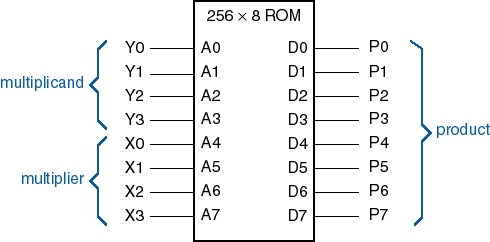 256 × 8 ROM
Y0 A0 D0 P0
Y1 A1 D1 P1
multiplicand
Y2 A2 D2 P2
Y3 A3 D3 P3
product
X0 A4 D4 P4
X1 A5 D5 P5
multiplier
X2 A6 D6 P6
X3 A7 D7 P7